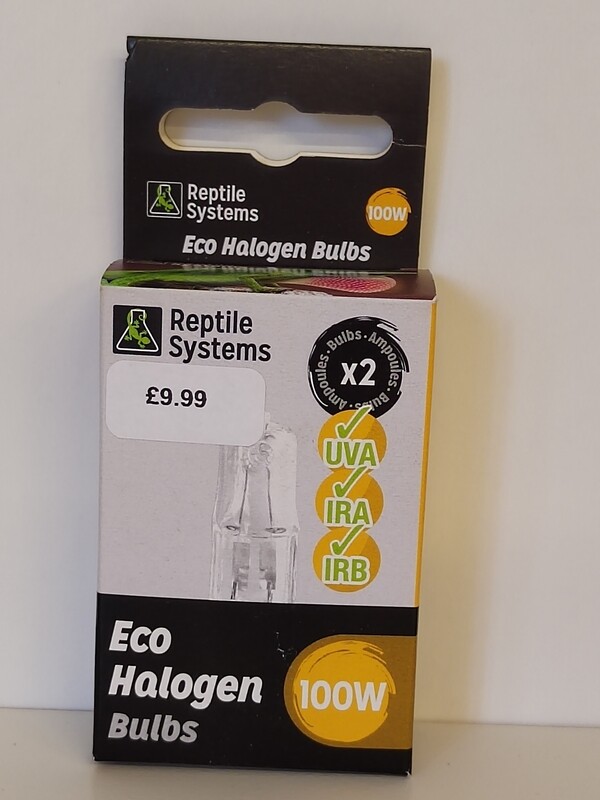 Reptile
Systems
100W
Eco Halogen Bulbs
Reptile
Systems
Bulbs · Ampoules · Bulbs · Ampoules ·
x2
£9.99
UVA
IRA
IRB
Eco
Halogen
Bulbs
100W